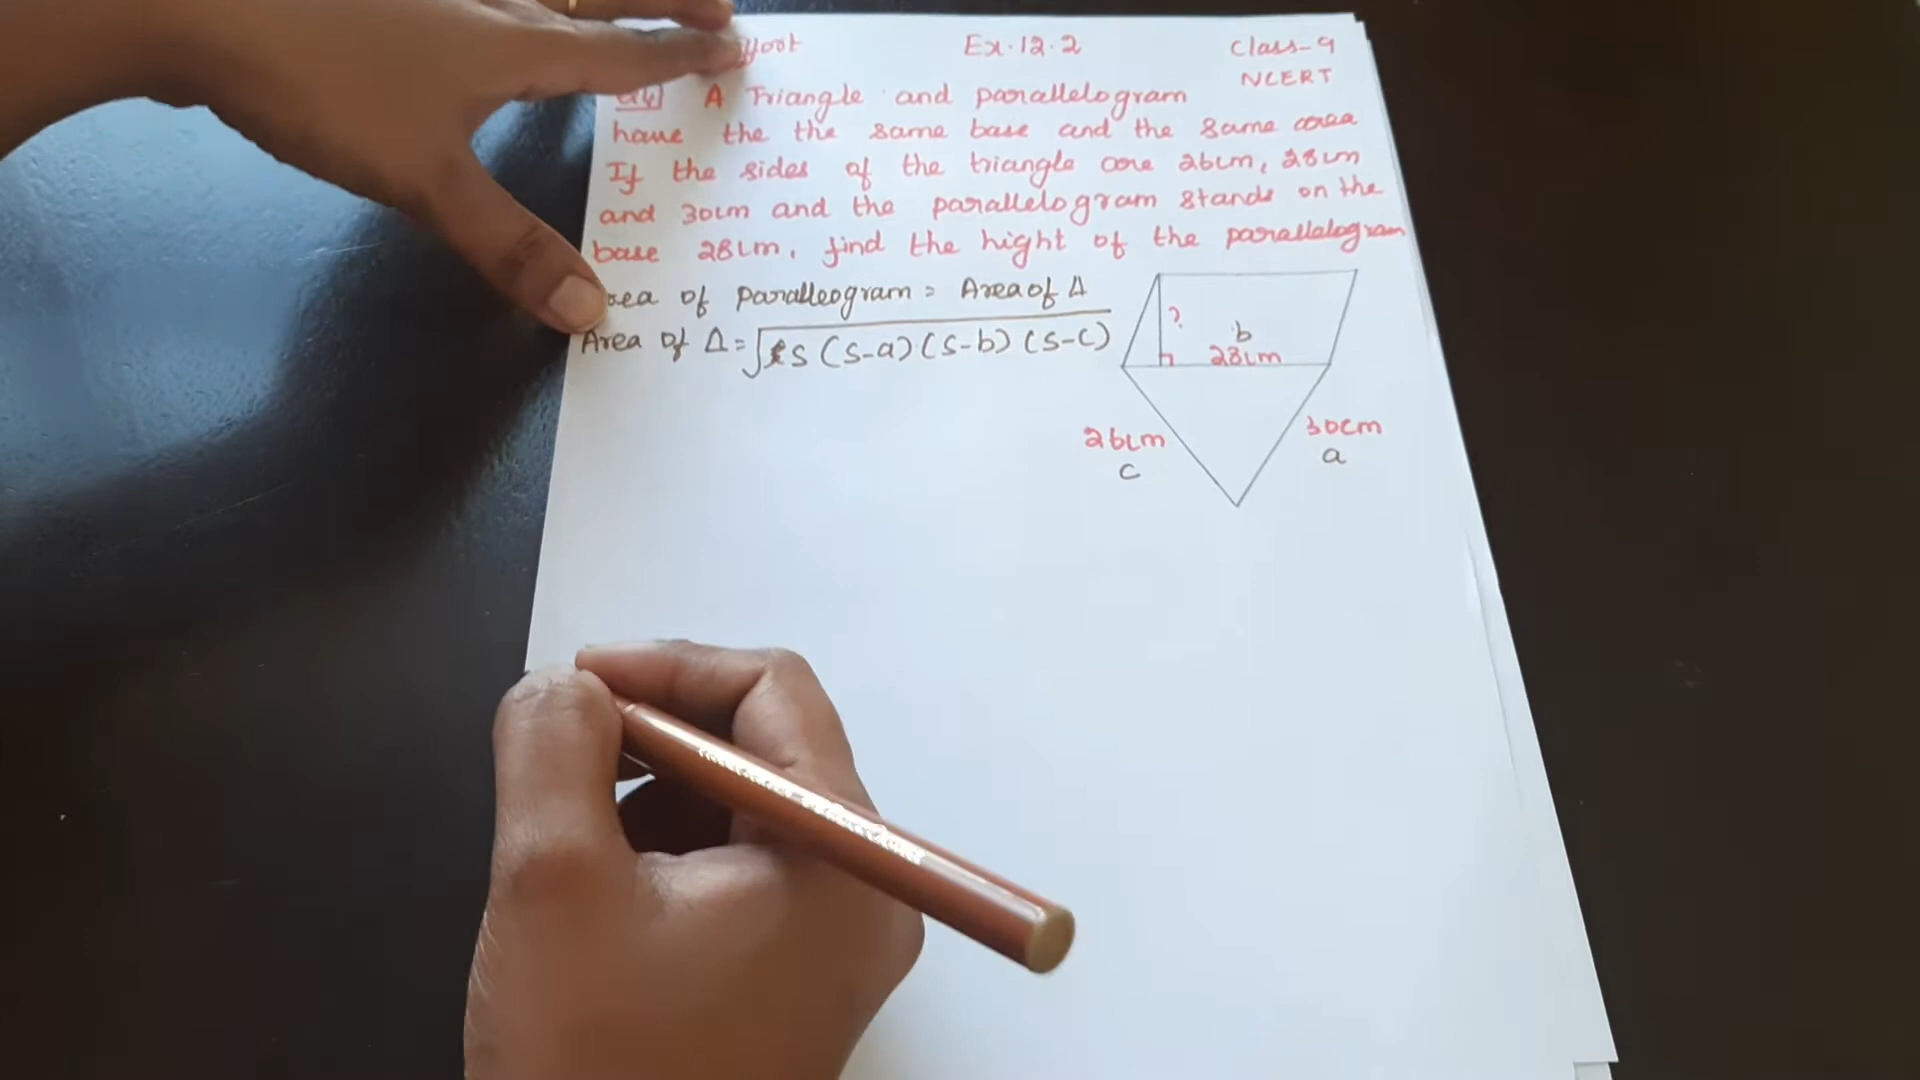 Ex.12.2
Class-9
NCERT
A Triangle and parallelogram
have the the same base and the same area
If the sides of the triangle are 26cm, 28cm
and 30cm and the parallelogram stands on the
base 28cm, find the hight of the parallelogram
of paralleogram = Area of Δ
Area of Δ = √s(s-a)(s-b)(s-c)
?
b
28cm
26cm
c
30cm
a